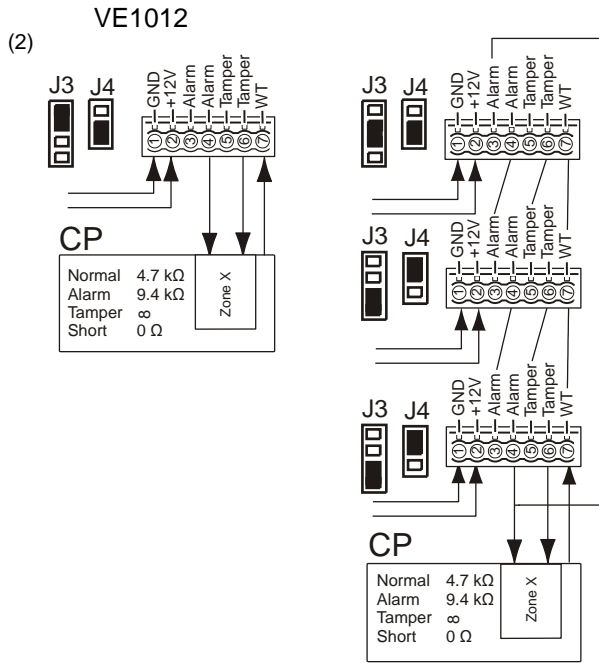 VE1012
(2)
J3 J4
GND
+12V
Alarm
Alarm
Tamper
Tamper
WT
1 2 3 4 5 6 7
CP
Normal 4.7 kΩ
Alarm 9.4 kΩ
Tamper ∞
Short 0 Ω
Zone X
J3 J4
GND
+12V
Alarm
Alarm
Tamper
Tamper
WT
1 2 3 4 5 6 7
J3 J4
GND
+12V
Alarm
Alarm
Tamper
Tamper
WT
1 2 3 4 5 6 7
J3 J4
GND
+12V
Alarm
Alarm
Tamper
Tamper
WT
1 2 3 4 5 6 7
CP
Normal 4.7 kΩ
Alarm 9.4 kΩ
Tamper ∞
Short 0 Ω
Zone X